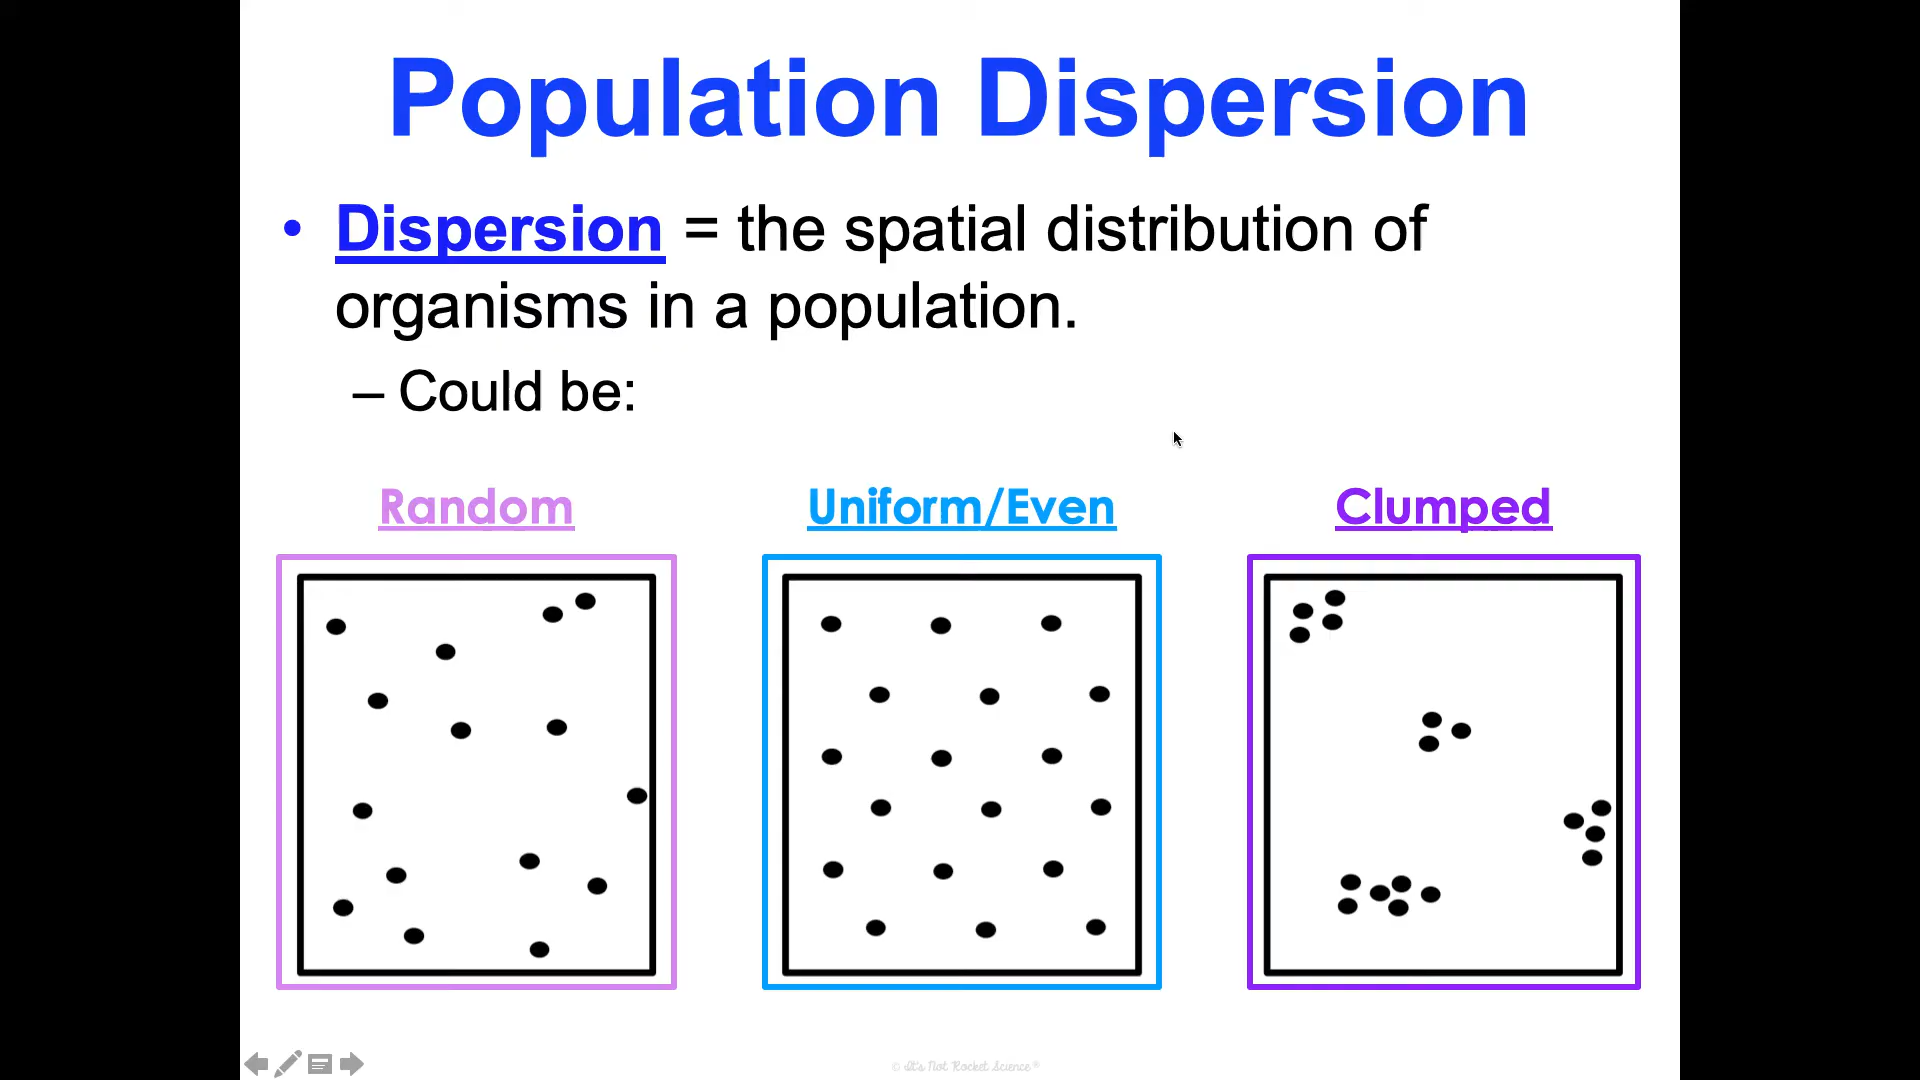 Population Dispersion
• Dispersion = the spatial distribution of
organisms in a population.
– Could be:
Random
Uniform/Even
Clumped
© It's Not Rocket Science®